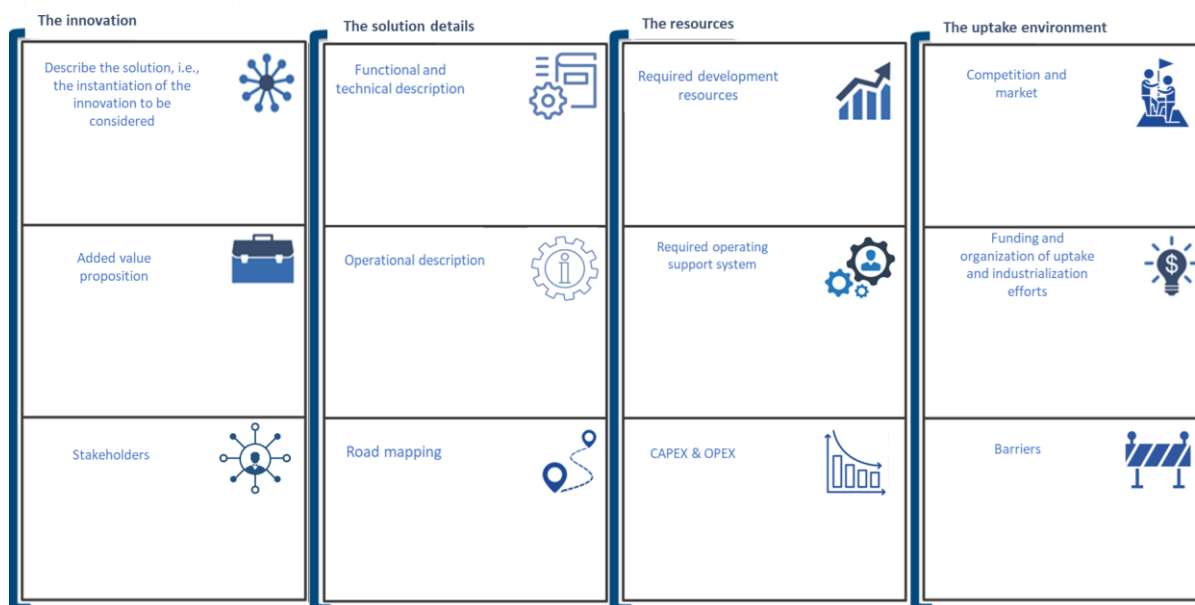 The innovation
Describe the solution, i.e.,
the instantiation of the
innovation to be
considered
Added value
proposition
Stakeholders
The solution details
Functional and
technical description
Operational description
Road mapping
The resources
Required development
resources
Required operating
support system
CAPEX & OPEX
The uptake environment
Competition and
market
Funding and
organization of uptake
and industrialization
efforts
$
Barriers